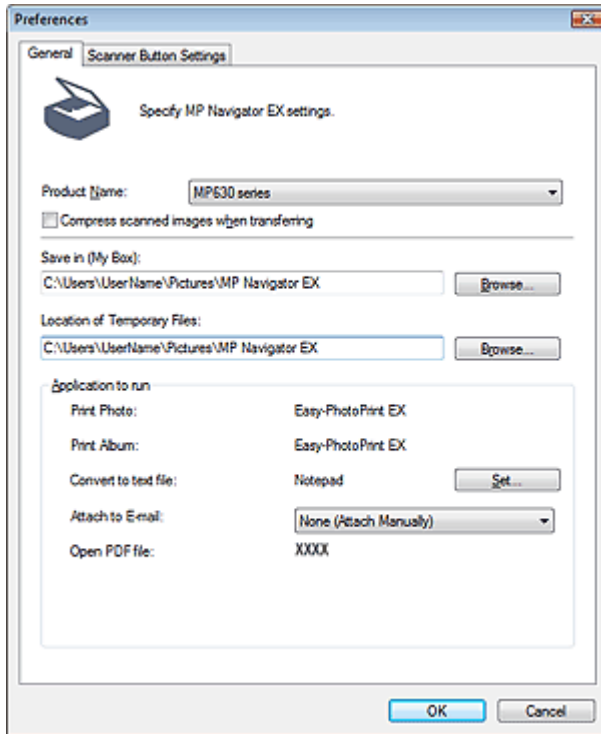 Preferences
General Scanner Button Settings
Specify MP Navigator EX settings.
Product Name: MP630 series
Compress scanned images when transferring
Save in (My Box):
C:\Users\UserName\Pictures\MP Navigator EX Browse...
Location of Temporary Files:
C:\Users\UserName\Pictures\MP Navigator EX Browse...
Application to run
Print Photo: Easy-PhotoPrint EX
Print Album: Easy-PhotoPrint EX
Convert to text file: Notepad Set...
Attach to E-mail: None (Attach Manually)
Open PDF file: XXXX
OK Cancel